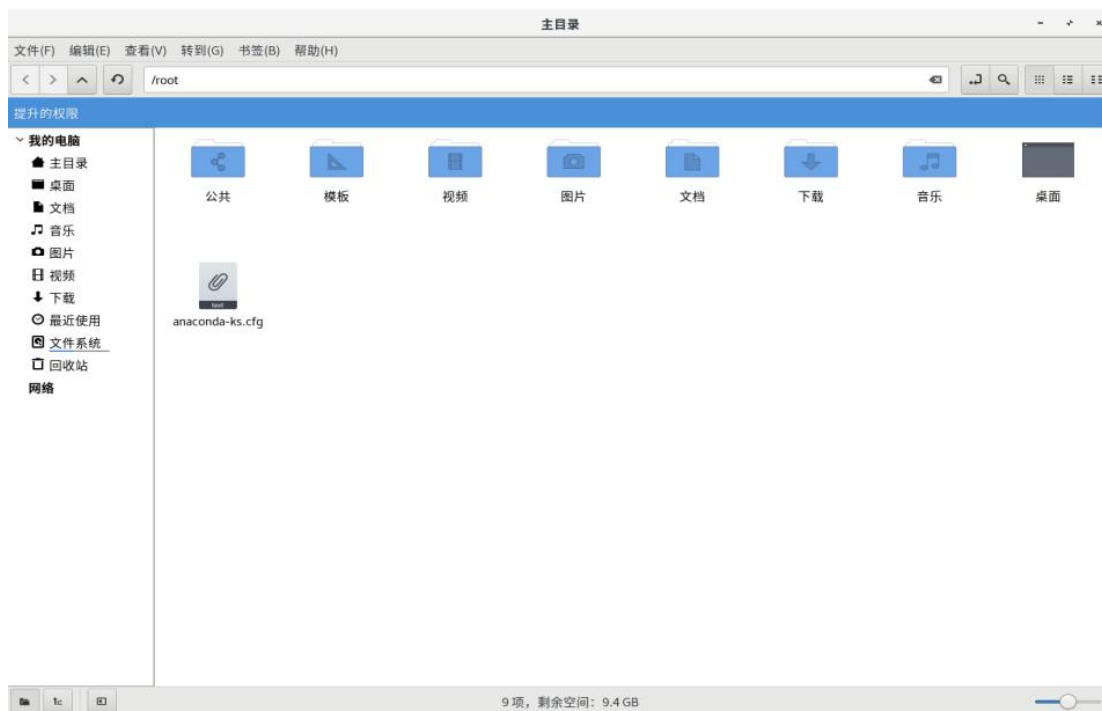 主目录
文件(F) 编辑(E) 查看(V) 转到(G) 书签(B) 帮助(H)
/root
提升的权限
我的电脑
主目录
桌面
文档
音乐
图片
视频
下载
最近使用
文件系统
回收站
网络
公共 模板 视频 图片 文档 下载 音乐 桌面
anaconda-ks.cfg
9 项，剩余空间：9.4 GB